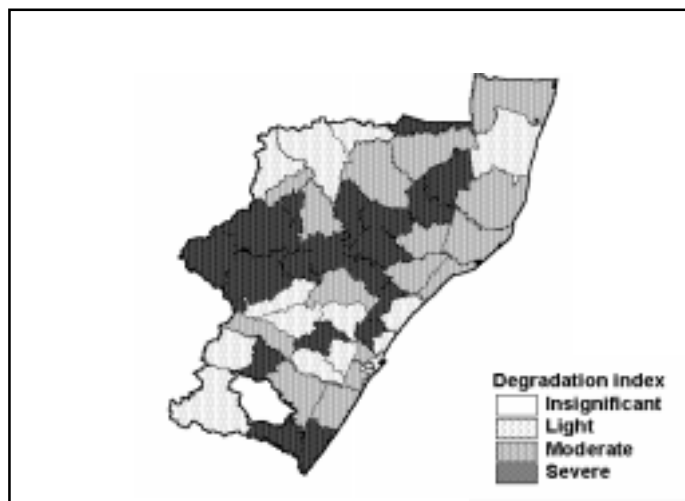 Degradation index
Insignificant
Light
Moderate
Severe